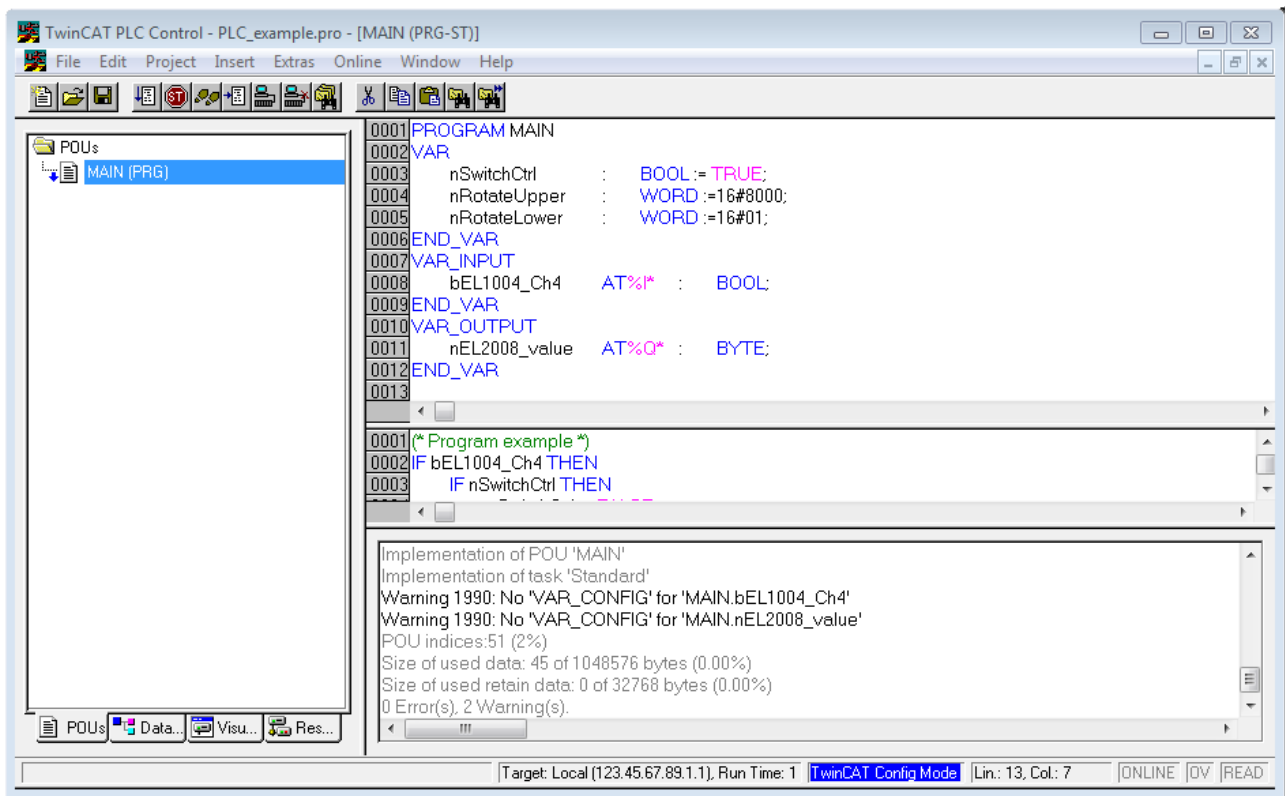 TwinCAT PLC Control - PLC_example.pro - [MAIN (PRG-ST)]
File Edit Project Insert Extras Online Window Help
POUs
MAIN (PRG)
0001 PROGRAM MAIN
0002 VAR
0003 nSwitchCtrl : BOOL := TRUE;
0004 nRotateUpper : WORD :=16#8000;
0005 nRotateLower : WORD :=16#01;
0006 END_VAR
0007 VAR_INPUT
0008 bEL1004_Ch4 AT%I* : BOOL;
0009 END_VAR
0010 VAR_OUTPUT
0011 nEL2008_value AT%Q* : BYTE;
0012 END_VAR
0013
0001 (* Program example *)
0002 IF bEL1004_Ch4 THEN
0003 IF nSwitchCtrl THEN
Implementation of POU 'MAIN'
Implementation of task 'Standard'
Warning 1990: No 'VAR_CONFIG' for 'MAIN.bEL1004_Ch4'
Warning 1990: No 'VAR_CONFIG' for 'MAIN.nEL2008_value'
POU indices:51 (2%)
Size of used data: 45 of 1048576 bytes (0.00%)
Size of used retain data: 0 of 32768 bytes (0.00%)
0 Error(s), 2 Warning(s).
POUs Data... Visu... Res...
Target: Local (123.45.67.89.1.1), Run Time: 1 TwinCAT Config Mode Lin.: 13, Col.: 7 ONLINE OV READ